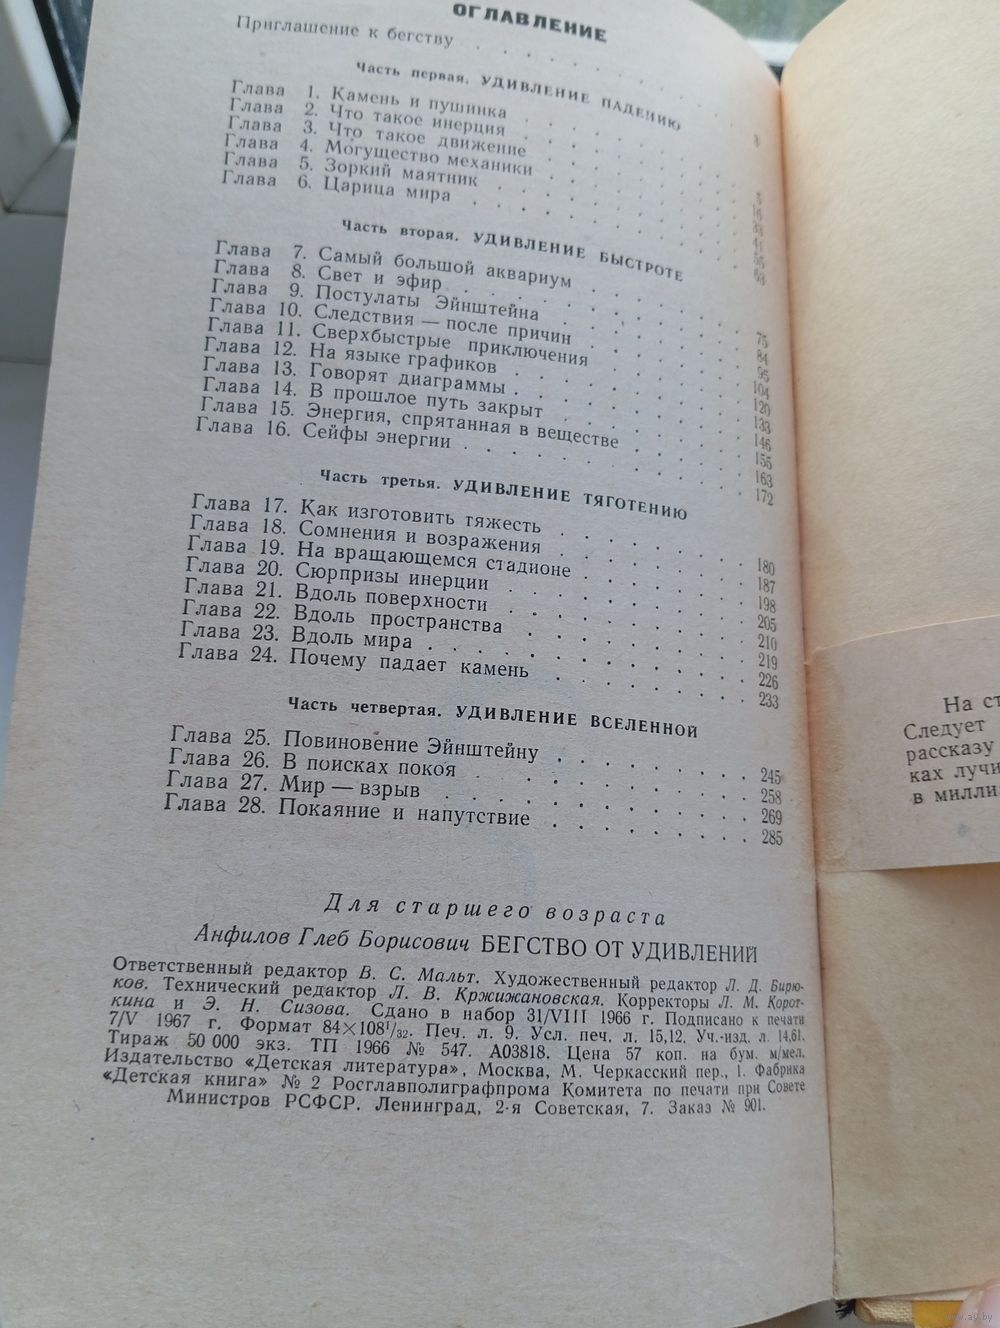 ОГЛАВЛЕНИЕ
Приглашение к бегству . . . . . . . . 3
Часть первая. УДИВЛЕНИЕ ПАДЕНИЮ
Глава 1. Камень и пушинка . . . . . . . . 5
Глава 2. Что такое инерция . . . . . . . . 16
Глава 3. Что такое движение . . . . . . . . 33
Глава 4. Могущество механики . . . . . . . . 41
Глава 5. Зоркий маятник . . . . . . . . 55
Глава 6. Царица мира . . . . . . . . 63
Часть вторая. УДИВЛЕНИЕ БЫСТРОТЕ
Глава 7. Самый большой аквариум . . . . . . . . 75
Глава 8. Свет и эфир . . . . . . . . 84
Глава 9. Постулаты Эйнштейна . . . . . . . . 95
Глава 10. Следствия — после причин . . . . . . . . 104
Глава 11. Сверхбыстрые приключения . . . . . . . . 120
Глава 12. На языке графиков . . . . . . . . 133
Глава 13. Говорят диаграммы . . . . . . . . 146
Глава 14. В прошлое путь закрыт . . . . . . . . 155
Глава 15. Энергия, спрятанная в веществе . . . . . . . . 163
Глава 16. Сейфы энергии . . . . . . . . 172
Часть третья. УДИВЛЕНИЕ ТЯГОТЕНИЮ
Глава 17. Как изготовить тяжесть . . . . . . . . 180
Глава 18. Сомнения и возражения . . . . . . . . 187
Глава 19. На вращающемся стадионе . . . . . . . . 198
Глава 20. Сюрпризы инерции . . . . . . . . 205
Глава 21. Вдоль поверхности . . . . . . . . 210
Глава 22. Вдоль пространства . . . . . . . . 219
Глава 23. Вдоль мира . . . . . . . . 226
Глава 24. Почему падает камень . . . . . . . . 233
Часть четвертая. УДИВЛЕНИЕ ВСЕЛЕННОЙ
Глава 25. Повиновение Эйнштейну . . . . . . . . 245
Глава 26. В поисках покоя . . . . . . . . 258
Глава 27. Мир — взрыв . . . . . . . . 269
Глава 28. Покаяние и напутствие . . . . . . . . 285
Для старшего возраста
Анфилов Глеб Борисович БЕГСТВО ОТ УДИВЛЕНИЙ
Ответственный редактор В. С. Мальт. Художественный редактор Л. Д. Бирю-
ков. Технический редактор Л. В. Кржижановская. Корректоры Л. М. Корот-
кина и Э. Н. Сизова. Сдано в набор 31/VIII 1966 г. Подписано к печати
7/V 1967 г. Формат 84×108¹/₃₂. Печ. л. 9. Усл. печ. л. 15,12. Уч.-изд. л. 14,61.
Тираж 50 000 экз. ТП 1966 № 547. А03818. Цена 57 коп. на бум. м/мел.
Издательство «Детская литература», Москва, М. Черкасский пер., 1. Фабрика
«Детская книга» № 2 Росглавполиграфпрома Комитета по печати при Совете
Министров РСФСР. Ленинград, 2-я Советская, 7. Заказ № 901.
На ст
Следует
рассказу
ках лучи
в милли
www.ay.by